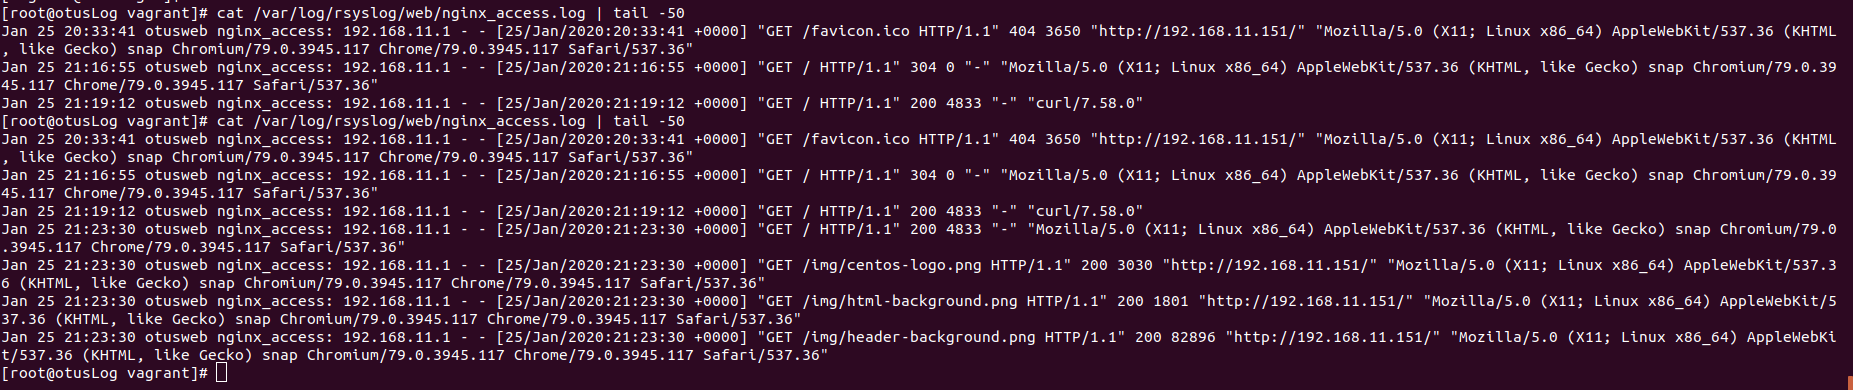 [root@otusLog vagrant]# cat /var/log/rsyslog/web/nginx_access.log | tail -50
Jan 25 20:33:41 otusweb nginx_access: 192.168.11.1 - - [25/Jan/2020:20:33:41 +0000] "GET /favicon.ico HTTP/1.1" 404 3650 "http://192.168.11.151/" "Mozilla/5.0 (X11; Linux x86_64) AppleWebKit/537.36 (KHTML
, like Gecko) snap Chromium/79.0.3945.117 Chrome/79.0.3945.117 Safari/537.36"
Jan 25 21:16:55 otusweb nginx_access: 192.168.11.1 - - [25/Jan/2020:21:16:55 +0000] "GET / HTTP/1.1" 304 0 "-" "Mozilla/5.0 (X11; Linux x86_64) AppleWebKit/537.36 (KHTML, like Gecko) snap Chromium/79.0.39
45.117 Chrome/79.0.3945.117 Safari/537.36"
Jan 25 21:19:12 otusweb nginx_access: 192.168.11.1 - - [25/Jan/2020:21:19:12 +0000] "GET / HTTP/1.1" 200 4833 "-" "curl/7.58.0"
[root@otusLog vagrant]# cat /var/log/rsyslog/web/nginx_access.log | tail -50
Jan 25 20:33:41 otusweb nginx_access: 192.168.11.1 - - [25/Jan/2020:20:33:41 +0000] "GET /favicon.ico HTTP/1.1" 404 3650 "http://192.168.11.151/" "Mozilla/5.0 (X11; Linux x86_64) AppleWebKit/537.36 (KHTML
, like Gecko) snap Chromium/79.0.3945.117 Chrome/79.0.3945.117 Safari/537.36"
Jan 25 21:16:55 otusweb nginx_access: 192.168.11.1 - - [25/Jan/2020:21:16:55 +0000] "GET / HTTP/1.1" 304 0 "-" "Mozilla/5.0 (X11; Linux x86_64) AppleWebKit/537.36 (KHTML, like Gecko) snap Chromium/79.0.39
45.117 Chrome/79.0.3945.117 Safari/537.36"
Jan 25 21:19:12 otusweb nginx_access: 192.168.11.1 - - [25/Jan/2020:21:19:12 +0000] "GET / HTTP/1.1" 200 4833 "-" "curl/7.58.0"
Jan 25 21:23:30 otusweb nginx_access: 192.168.11.1 - - [25/Jan/2020:21:23:30 +0000] "GET / HTTP/1.1" 200 4833 "-" "Mozilla/5.0 (X11; Linux x86_64) AppleWebKit/537.36 (KHTML, like Gecko) snap Chromium/79.0
.3945.117 Chrome/79.0.3945.117 Safari/537.36"
Jan 25 21:23:30 otusweb nginx_access: 192.168.11.1 - - [25/Jan/2020:21:23:30 +0000] "GET /img/centos-logo.png HTTP/1.1" 200 3030 "http://192.168.11.151/" "Mozilla/5.0 (X11; Linux x86_64) AppleWebKit/537.3
6 (KHTML, like Gecko) snap Chromium/79.0.3945.117 Chrome/79.0.3945.117 Safari/537.36"
Jan 25 21:23:30 otusweb nginx_access: 192.168.11.1 - - [25/Jan/2020:21:23:30 +0000] "GET /img/html-background.png HTTP/1.1" 200 1801 "http://192.168.11.151/" "Mozilla/5.0 (X11; Linux x86_64) AppleWebKit/5
37.36 (KHTML, like Gecko) snap Chromium/79.0.3945.117 Chrome/79.0.3945.117 Safari/537.36"
Jan 25 21:23:30 otusweb nginx_access: 192.168.11.1 - - [25/Jan/2020:21:23:30 +0000] "GET /img/header-background.png HTTP/1.1" 200 82896 "http://192.168.11.151/" "Mozilla/5.0 (X11; Linux x86_64) AppleWebKi
t/537.36 (KHTML, like Gecko) snap Chromium/79.0.3945.117 Chrome/79.0.3945.117 Safari/537.36"
[root@otusLog vagrant]#